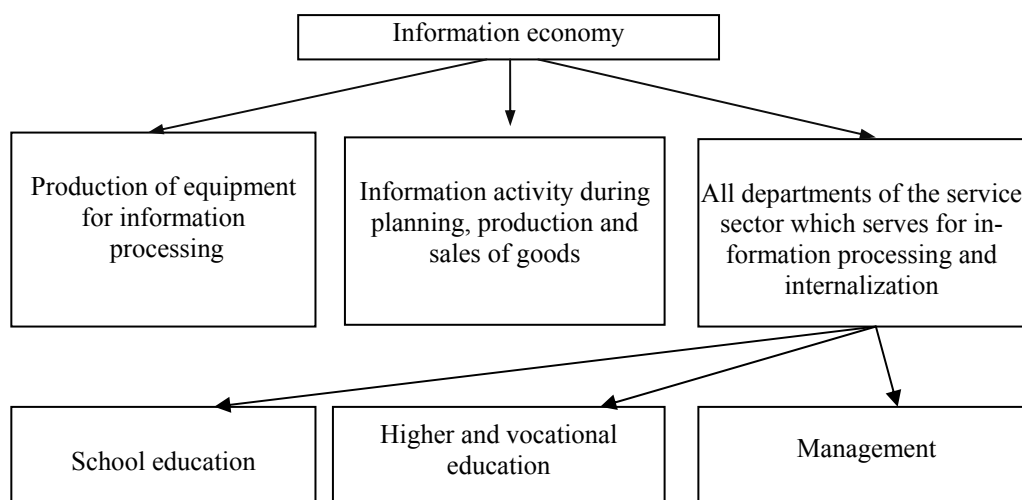 Information economy
Production of equipment
for information
processing
Information activity during
planning, production and
sales of goods
All departments of the service
sector which serves for in-
formation processing and
internalization
School education
Higher and vocational
education
Management